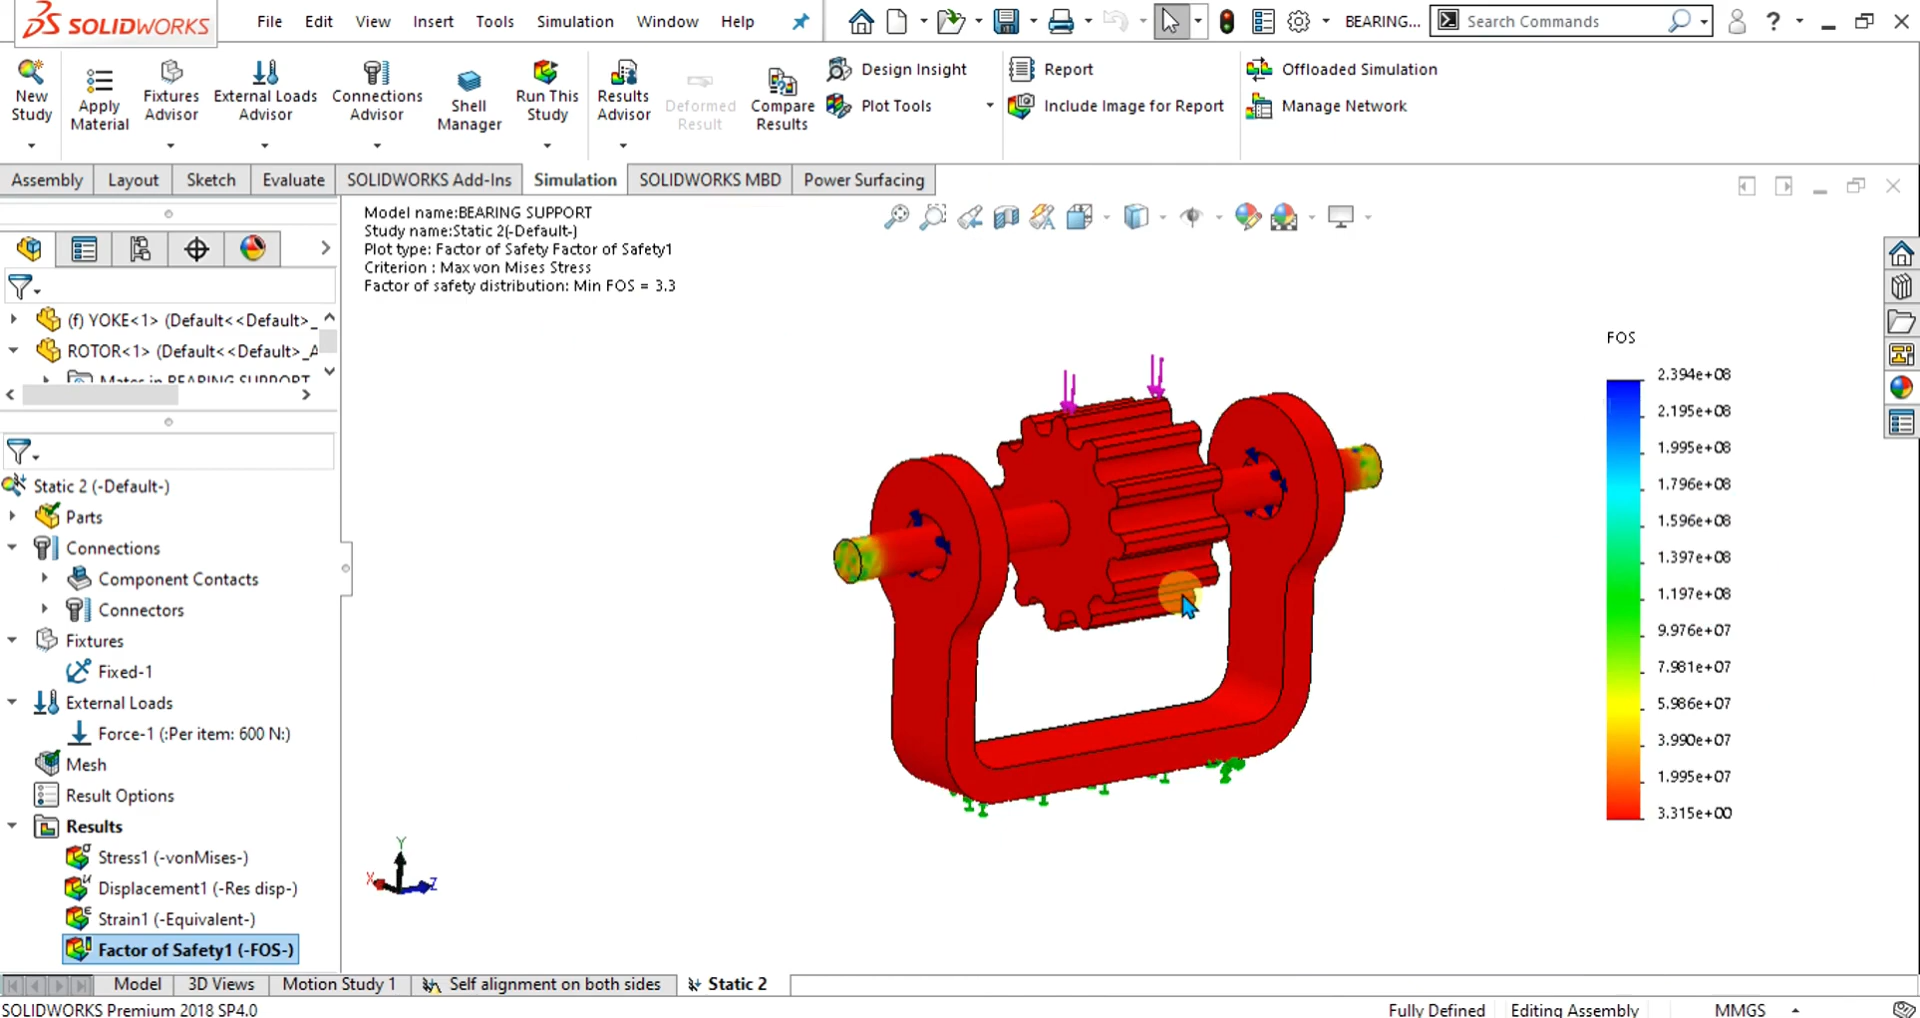 SOLIDWORKS File Edit View Insert Tools Simulation Window Help BEARING... Search Commands ?
New Study
Apply Material
Fixtures Advisor
External Loads Advisor
Connections Advisor
Shell Manager
Run This Study
Results Advisor
Deformed Result
Compare Results
Design Insight
Plot Tools
Report
Include Image for Report
Offloaded Simulation
Manage Network
Assembly Layout Sketch Evaluate SOLIDWORKS Add-Ins Simulation SOLIDWORKS MBD Power Surfacing
Model name:BEARING SUPPORT
Study name:Static 2(-Default-)
Plot type: Factor of Safety Factor of Safety1
Criterion : Max von Mises Stress
Factor of safety distribution: Min FOS = 3.3
(f) YOKE<1> (Default<<Default>_
ROTOR<1> (Default<<Default>_A
Mates in BEARING SUPPORT
Static 2 (-Default-)
Parts
Connections
Component Contacts
Connectors
Fixtures
Fixed-1
External Loads
Force-1 (:Per item: 600 N:)
Mesh
Result Options
Results
Stress1 (-vonMises-)
Displacement1 (-Res disp-)
Strain1 (-Equivalent-)
Factor of Safety1 (-FOS-)
FOS
2.394e+08
2.195e+08
1.995e+08
1.796e+08
1.596e+08
1.397e+08
1.197e+08
9.976e+07
7.981e+07
5.986e+07
3.990e+07
1.995e+07
3.315e+00
Y
X
Z
Model 3D Views Motion Study 1 Self alignment on both sides Static 2
SOLIDWORKS Premium 2018 SP4.0 Fully Defined Editing Assembly MMGS